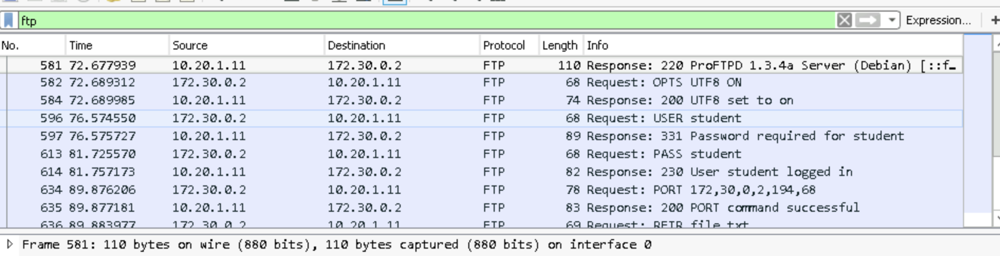 ftp Expression... +
No. Time Source Destination Protocol Length Info
581 72.677939 10.20.1.11 172.30.0.2 FTP 110 Response: 220 ProFTPD 1.3.4a Server (Debian) [::f…
582 72.689312 172.30.0.2 10.20.1.11 FTP 68 Request: OPTS UTF8 ON
584 72.689985 10.20.1.11 172.30.0.2 FTP 74 Response: 200 UTF8 set to on
596 76.574550 172.30.0.2 10.20.1.11 FTP 68 Request: USER student
597 76.575727 10.20.1.11 172.30.0.2 FTP 89 Response: 331 Password required for student
613 81.725570 172.30.0.2 10.20.1.11 FTP 68 Request: PASS student
614 81.757173 10.20.1.11 172.30.0.2 FTP 82 Response: 230 User student logged in
634 89.876206 172.30.0.2 10.20.1.11 FTP 78 Request: PORT 172,30,0,2,194,68
635 89.877181 10.20.1.11 172.30.0.2 FTP 83 Response: 200 PORT command successful
636 89.883977 172.30.0.2 10.20.1.11 FTP 69 Request: RETR file.txt
Frame 581: 110 bytes on wire (880 bits), 110 bytes captured (880 bits) on interface 0